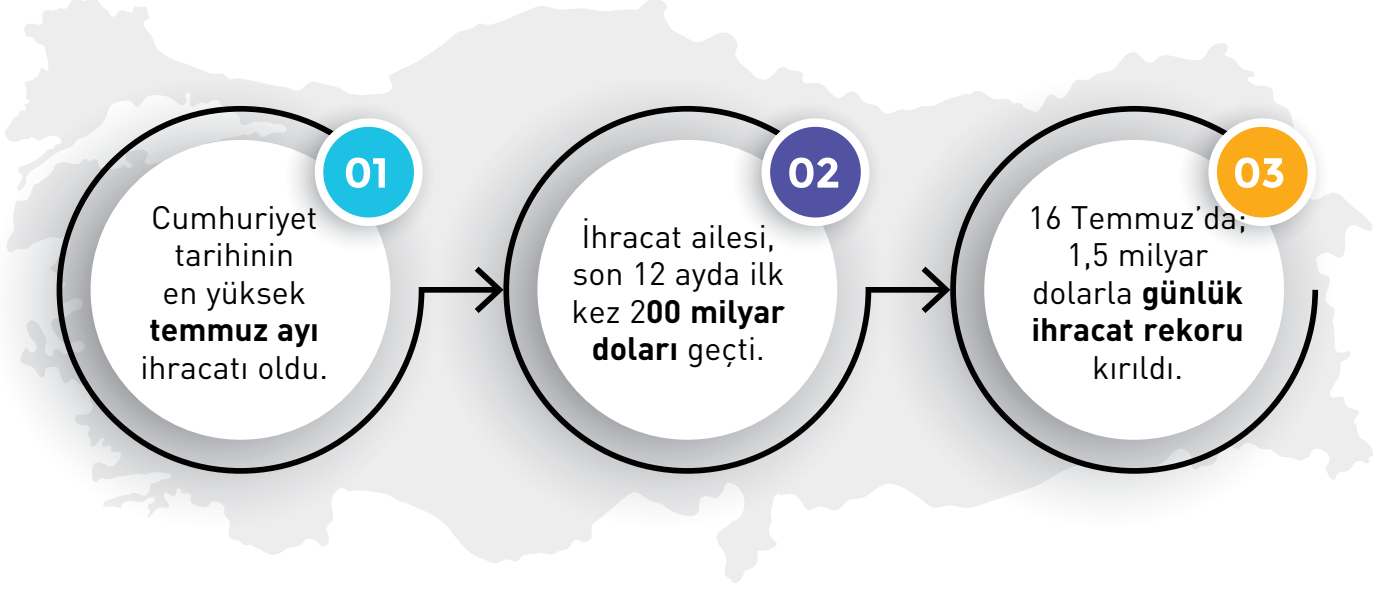 01
Cumhuriyet
tarihinin
en yüksek
temmuz ayı
ihracatı oldu.
02
İhracat ailesi,
son 12 ayda ilk
kez 200 milyar
doları geçti.
03
16 Temmuz’da;
1,5 milyar
dolarla günlük
ihracat rekoru
kırıldı.